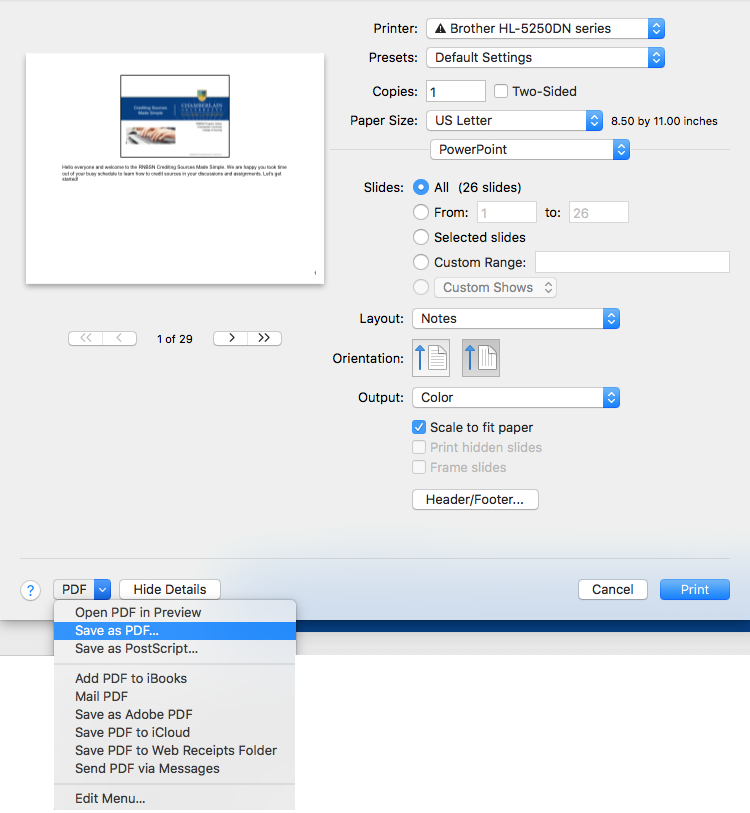 Printer: Brother HL-5250DN series
Presets: Default Settings
Copies: 1 Two-Sided
Paper Size: US Letter 8.50 by 11.00 inches
PowerPoint
Crediting Sources
Made Simple
CHAMBERLAIN
Hello everyone and welcome to the RNBSN Crediting Sources Made Simple. We are happy you took time
out of your busy schedule to learn how to credit sources in your discussions and assignments. Let's get
started!
1 of 29
Slides: All (26 slides)
From: 1 to: 26
Selected slides
Custom Range:
Custom Shows
Layout: Notes
Orientation:
Output: Color
Scale to fit paper
Print hidden slides
Frame slides
Header/Footer...
? PDF Hide Details Cancel Print
Open PDF in Preview
Save as PDF...
Save as PostScript...
Add PDF to iBooks
Mail PDF
Save as Adobe PDF
Save PDF to iCloud
Save PDF to Web Receipts Folder
Send PDF via Messages
Edit Menu...